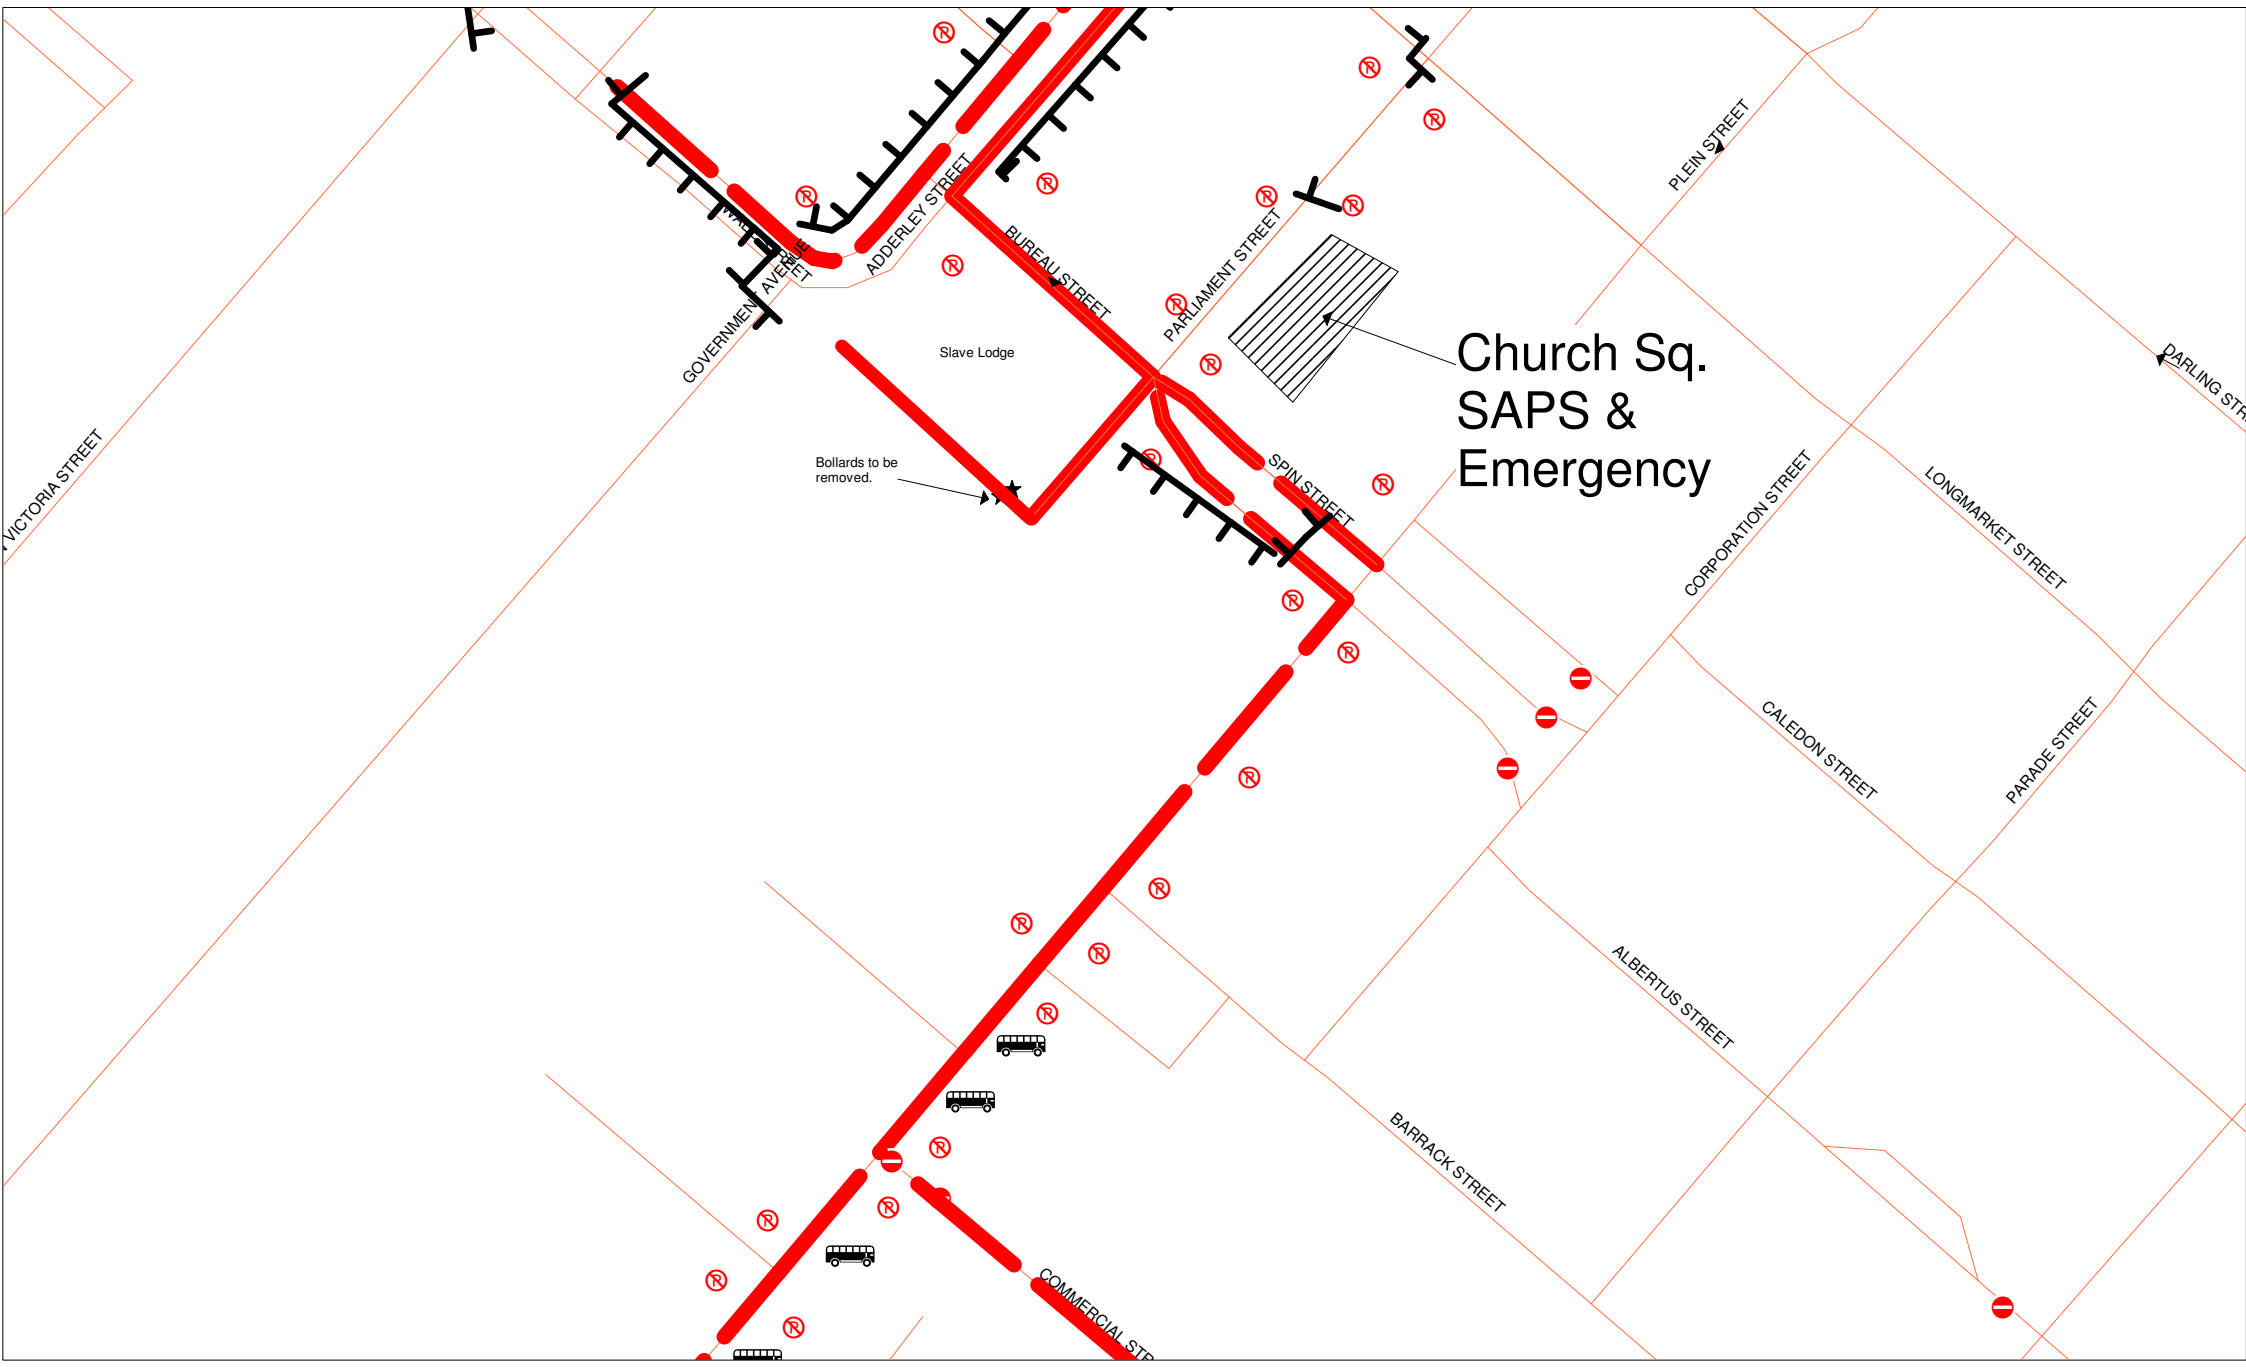 PLEIN STREET
WALE STREET
ADDERLEY STREET
GOVERNMENT AVENUE
BUREAU STREET
PARLIAMENT STREET
Slave Lodge
Church Sq.
SAPS &
Emergency
DARLING STR
VICTORIA STREET
Bollards to be
removed.
SPIN STREET
CORPORATION STREET
LONGMARKET STREET
CALEDON STREET
PARADE STREET
ALBERTUS STREET
BARRACK STREET
COMMERCIAL STR